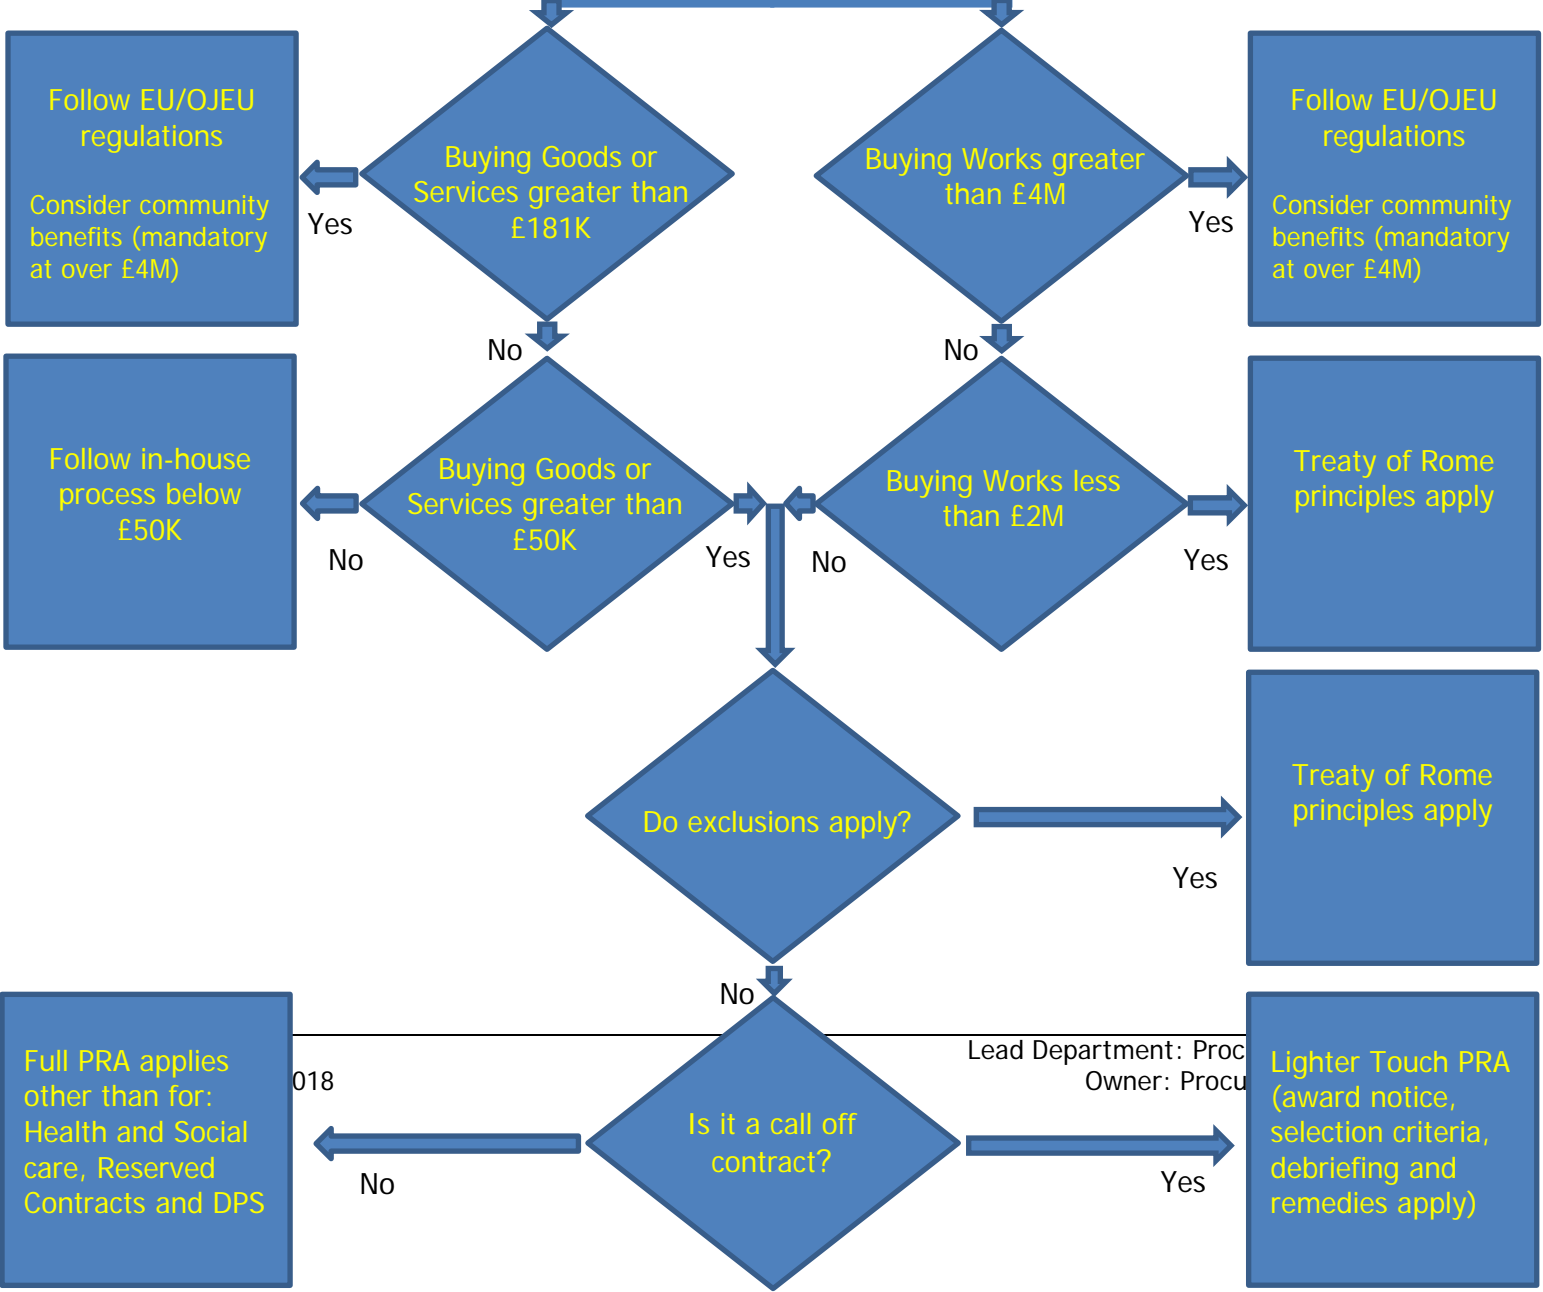 Follow EU/OJEU
regulations
Consider community
benefits (mandatory
at over £4M)
Yes
Buying Goods or
Services greater than
£181K
No
Buying Works greater
than £4M
Yes
No
Follow EU/OJEU
regulations
Consider community
benefits (mandatory
at over £4M)
Follow in-house
process below
£50K
No
Buying Goods or
Services greater than
£50K
Yes
No
Buying Works less
than £2M
Yes
Treaty of Rome
principles apply
Do exclusions apply?
Yes
No
Treaty of Rome
principles apply
Full PRA applies
other than for:
Health and Social
care, Reserved
Contracts and DPS
018
No
Is it a call off
contract?
Lead Department: Proc
Owner: Procu
Yes
Lighter Touch PRA
(award notice,
selection criteria,
debriefing and
remedies apply)